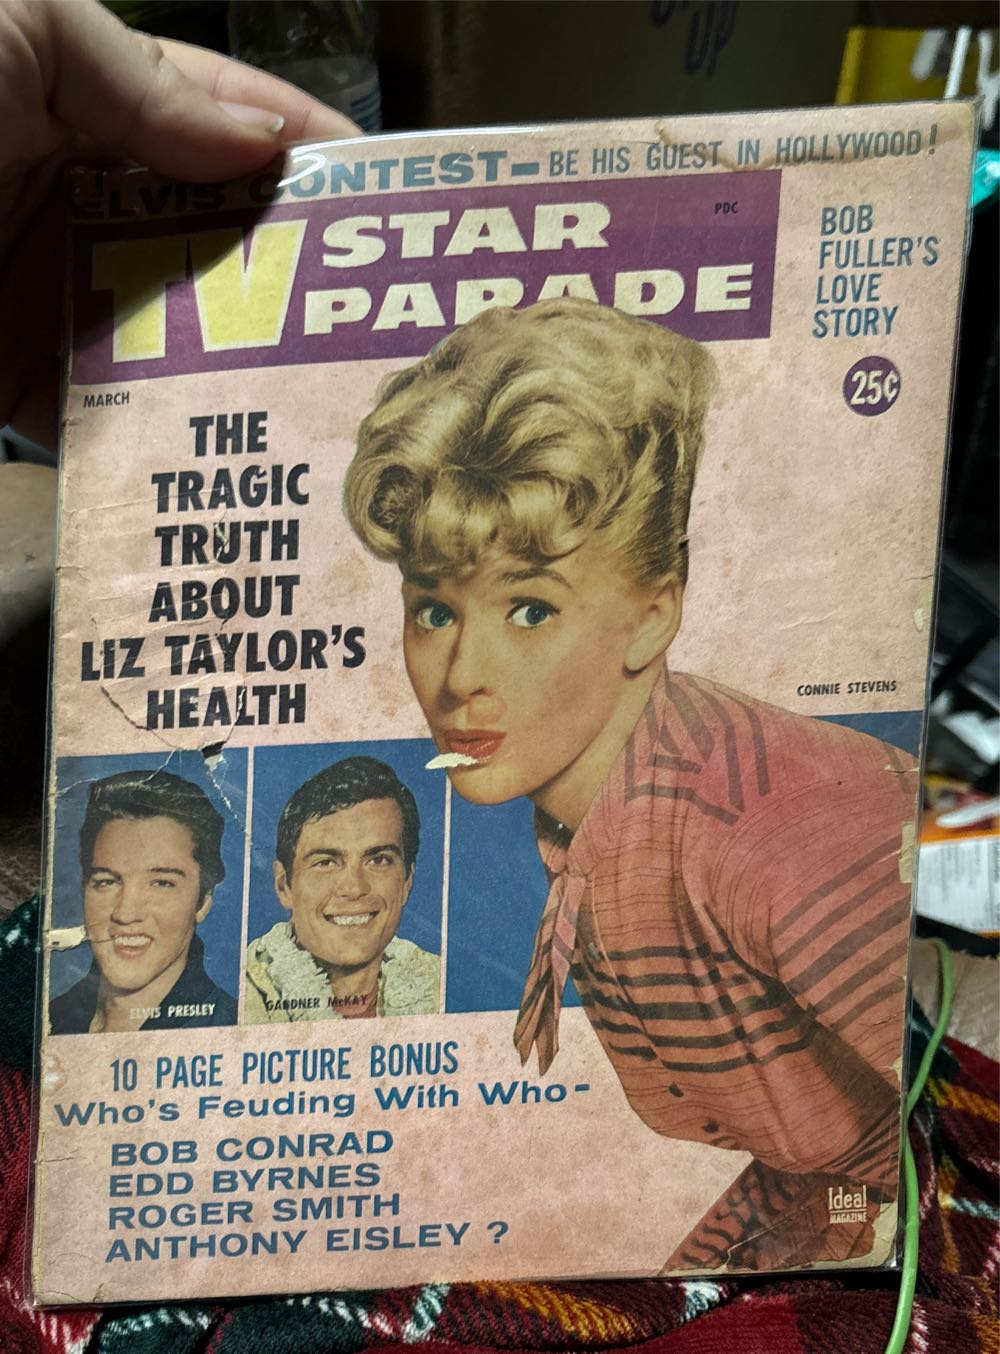 ELVIS CONTEST- BE HIS GUEST IN HOLLYWOOD!
TV STAR PARADE
PDC
BOB
FULLER'S
LOVE
STORY
25¢
MARCH
THE
TRAGIC
TRUTH
ABOUT
LIZ TAYLOR'S
HEALTH
CONNIE STEVENS
ELVIS PRESLEY
GARDNER McKAY
10 PAGE PICTURE BONUS
Who's Feuding With Who-
BOB CONRAD
EDD BYRNES
ROGER SMITH
ANTHONY EISLEY ?
Ideal
MAGAZINE